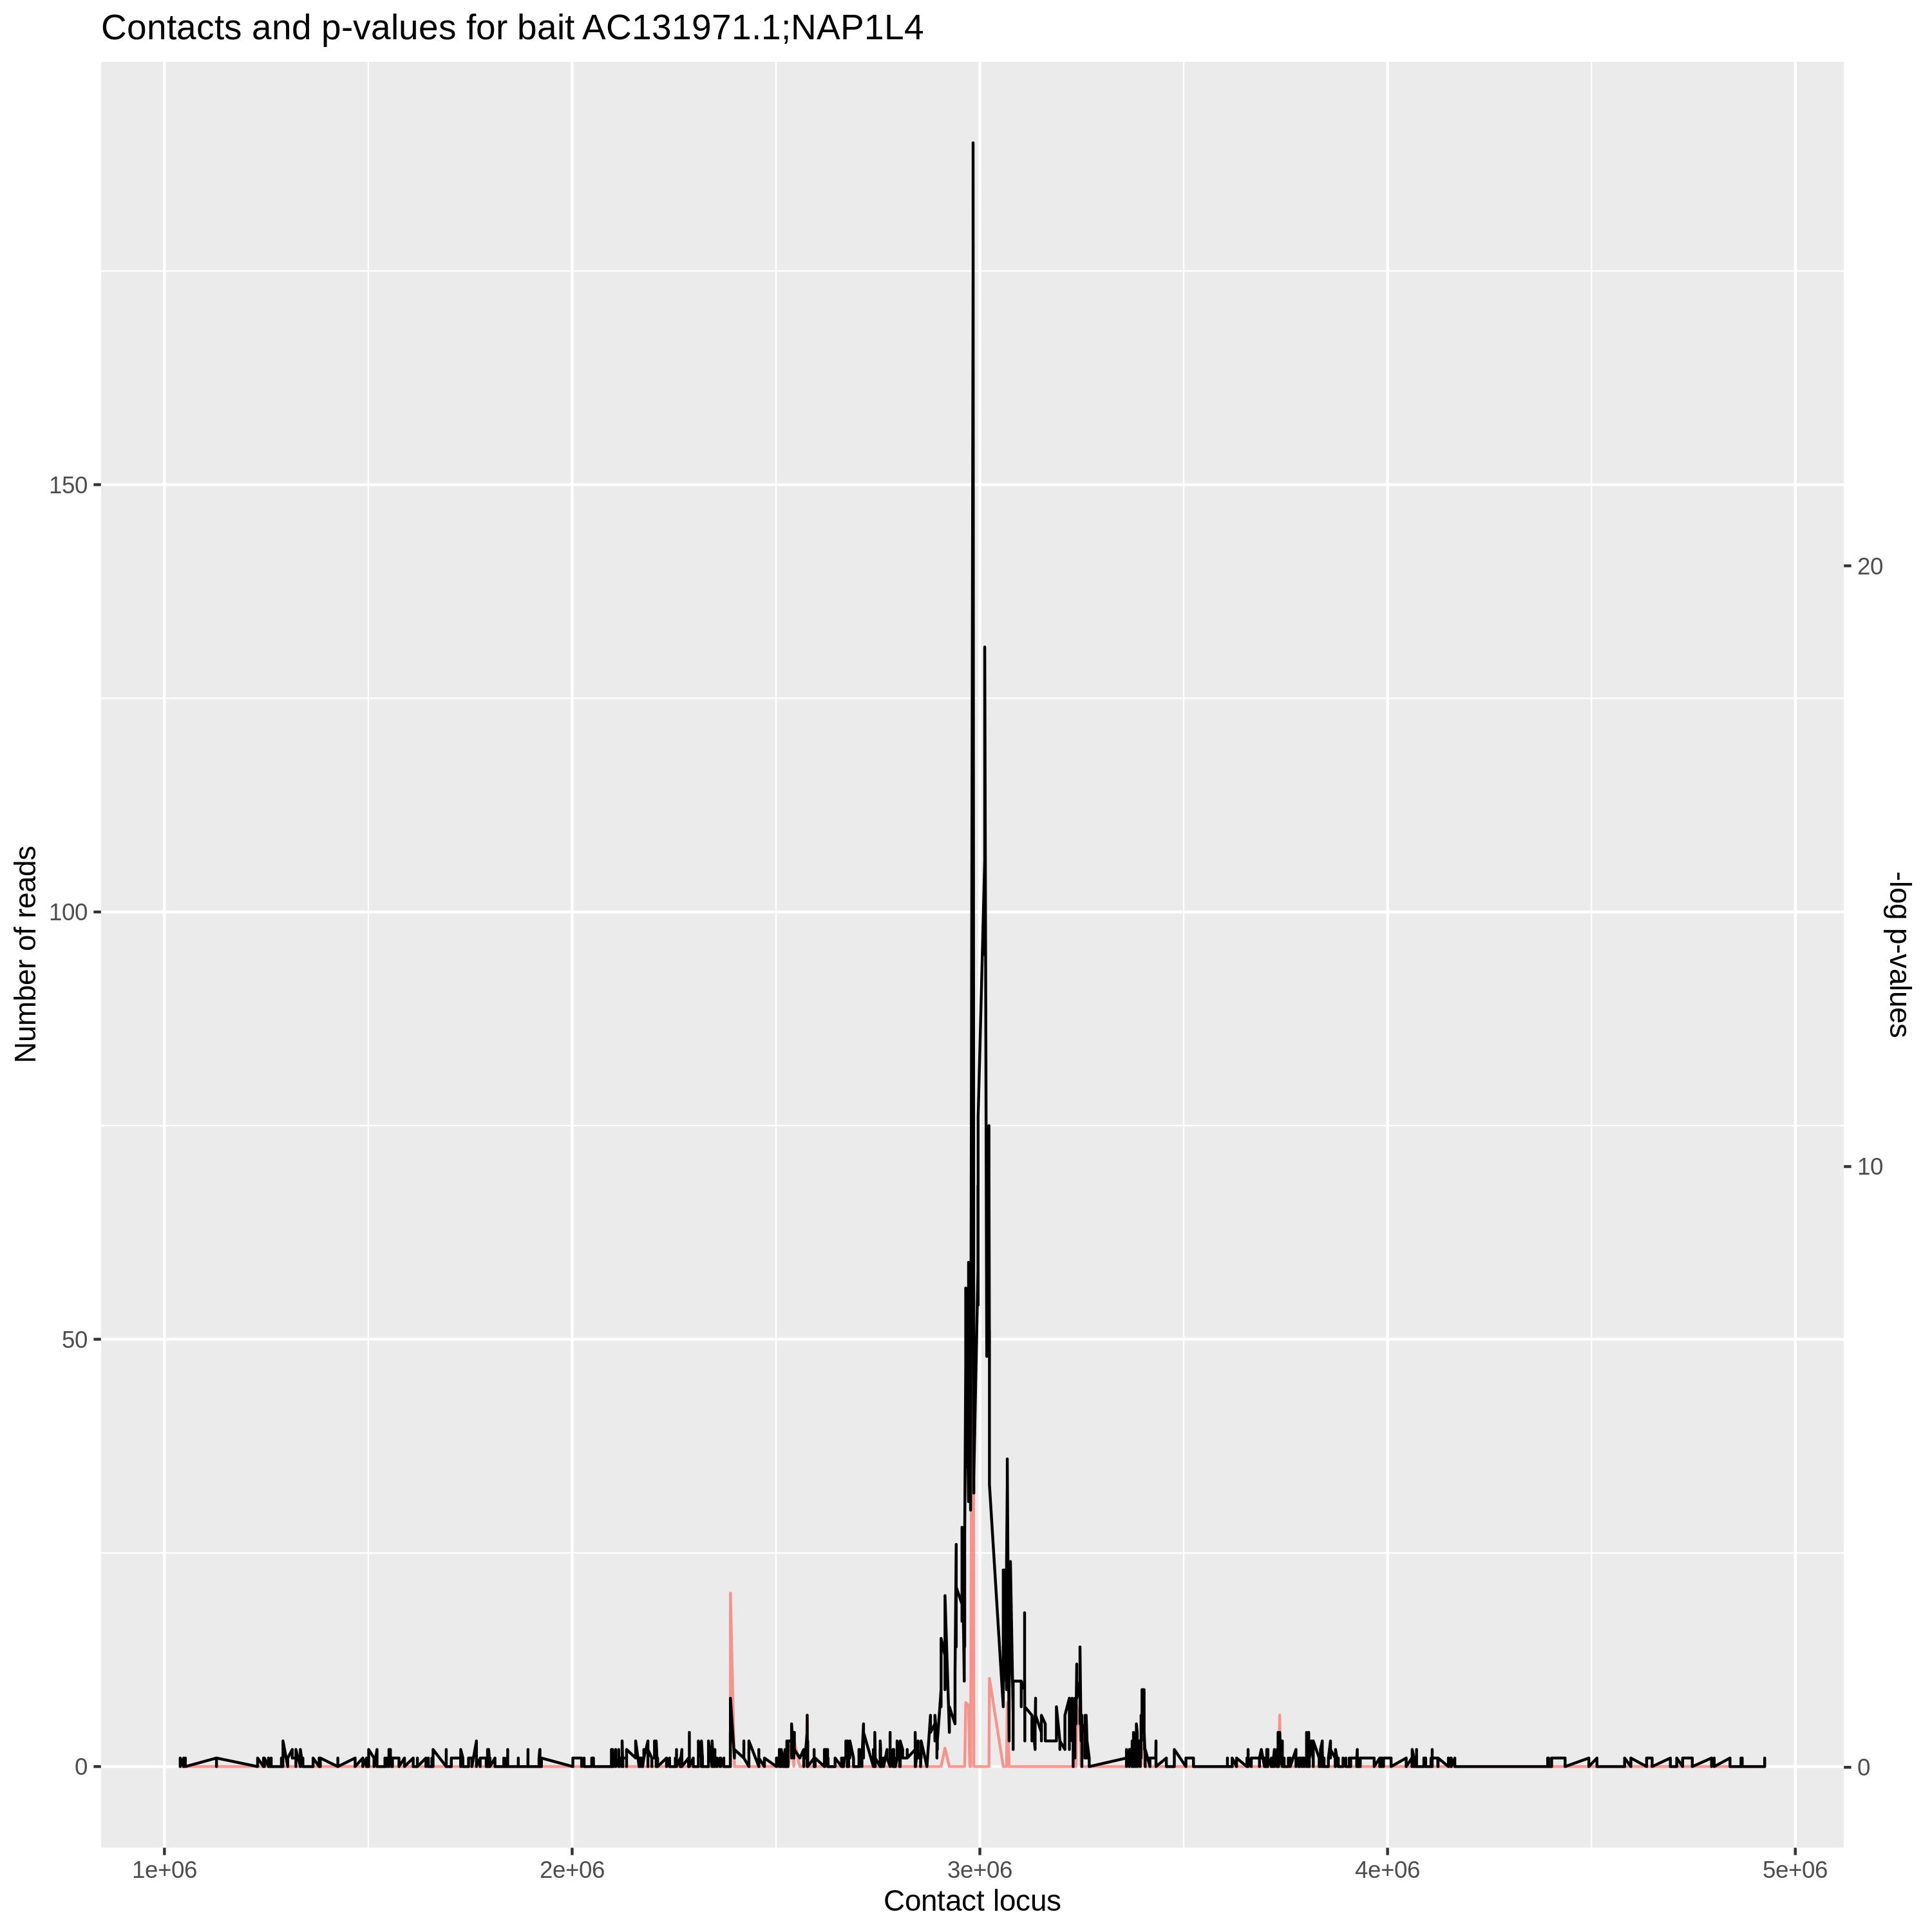 Contacts and p-values for bait AC131971.1;NAP1L4
150
100
50
0
Number of reads
20
10
0
-log p-values
1e+06
2e+06
3e+06
4e+06
5e+06
Contact locus